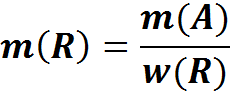 m(R) = m(A) / w(R)